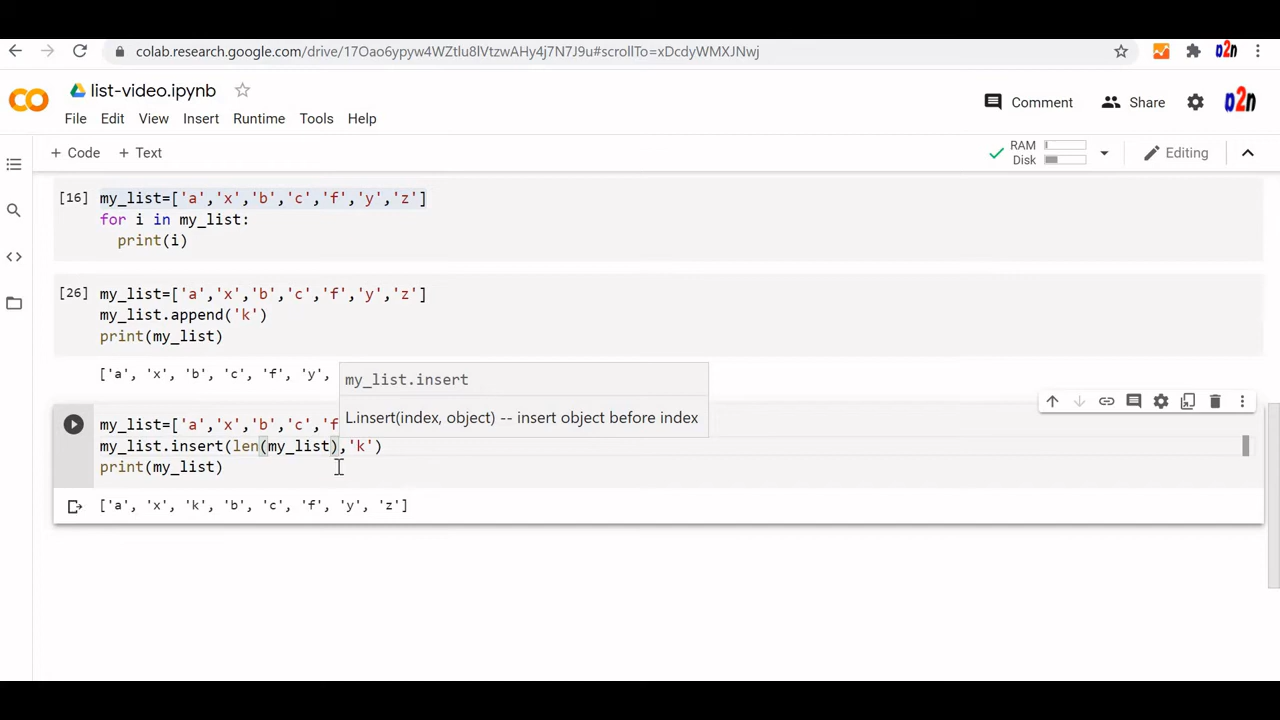 colab.research.google.com/drive/17Oao6ypyw4WZtlu8lVtzwAHy4j7N7J9u#scrollTo=xDcdyWMXJNwj
list-video.ipynb
Comment
Share
File Edit View Insert Runtime Tools Help
+ Code + Text
RAM
Disk
Editing
[16]
my_list=['a','x','b','c','f','y','z']
for i in my_list:
print(i)
[26]
my_list=['a','x','b','c','f','y','z']
my_list.append('k')
print(my_list)
['a', 'x', 'b', 'c', 'f', 'y',
my_list.insert
L.insert(index, object) -- insert object before index
my_list=['a','x','b','c','f
my_list.insert(len(my_list),'k')
print(my_list)
['a', 'x', 'k', 'b', 'c', 'f', 'y', 'z']